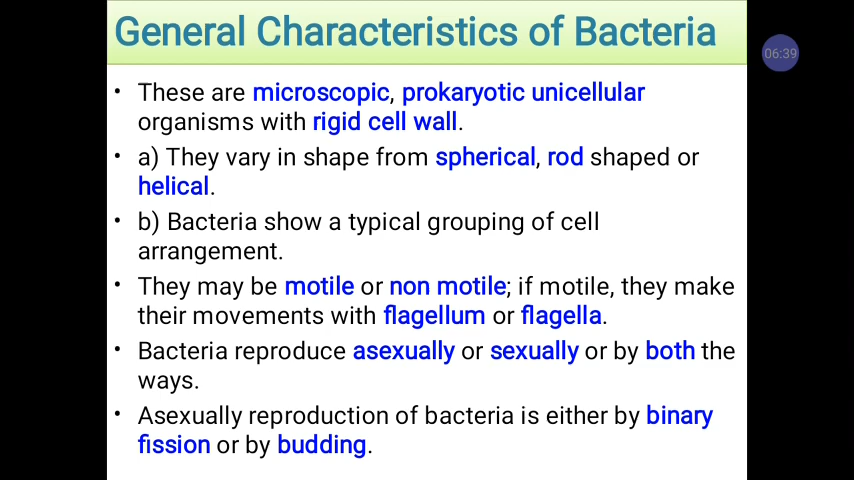 General Characteristics of Bacteria
06:39
• These are microscopic, prokaryotic unicellular
organisms with rigid cell wall.
• a) They vary in shape from spherical, rod shaped or
helical.
• b) Bacteria show a typical grouping of cell
arrangement.
• They may be motile or non motile; if motile, they make
their movements with flagellum or flagella.
• Bacteria reproduce asexually or sexually or by both the
ways.
• Asexually reproduction of bacteria is either by binary
fission or by budding.